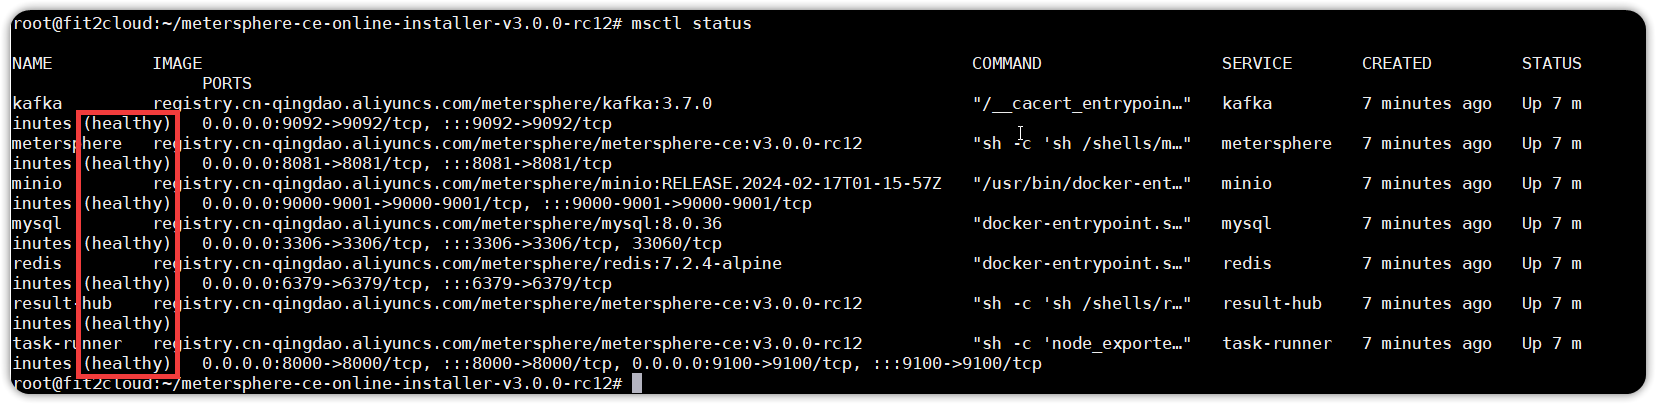 root@fit2cloud:~/metersphere-ce-online-installer-v3.0.0-rc12# msctl status
NAME IMAGE COMMAND SERVICE CREATED STATUS
PORTS
kafka registry.cn-qingdao.aliyuncs.com/metersphere/kafka:3.7.0 "/__cacert_entrypoin…" kafka 7 minutes ago Up 7 m
inutes (healthy) 0.0.0.0:9092->9092/tcp, :::9092->9092/tcp
metersphere registry.cn-qingdao.aliyuncs.com/metersphere/metersphere-ce:v3.0.0-rc12 "sh -c 'sh /shells/m…" metersphere 7 minutes ago Up 7 m
inutes (healthy) 0.0.0.0:8081->8081/tcp, :::8081->8081/tcp
minio registry.cn-qingdao.aliyuncs.com/metersphere/minio:RELEASE.2024-02-17T01-15-57Z "/usr/bin/docker-ent…" minio 7 minutes ago Up 7 m
inutes (healthy) 0.0.0.0:9000-9001->9000-9001/tcp, :::9000-9001->9000-9001/tcp
mysql registry.cn-qingdao.aliyuncs.com/metersphere/mysql:8.0.36 "docker-entrypoint.s…" mysql 7 minutes ago Up 7 m
inutes (healthy) 0.0.0.0:3306->3306/tcp, :::3306->3306/tcp, 33060/tcp
redis registry.cn-qingdao.aliyuncs.com/metersphere/redis:7.2.4-alpine "docker-entrypoint.s…" redis 7 minutes ago Up 7 m
inutes (healthy) 0.0.0.0:6379->6379/tcp, :::6379->6379/tcp
result-hub registry.cn-qingdao.aliyuncs.com/metersphere/metersphere-ce:v3.0.0-rc12 "sh -c 'sh /shells/r…" result-hub 7 minutes ago Up 7 m
inutes (healthy)
task-runner registry.cn-qingdao.aliyuncs.com/metersphere/metersphere-ce:v3.0.0-rc12 "sh -c 'node_exporte…" task-runner 7 minutes ago Up 7 m
inutes (healthy) 0.0.0.0:8000->8000/tcp, :::8000->8000/tcp, 0.0.0.0:9100->9100/tcp, :::9100->9100/tcp
root@fit2cloud:~/metersphere-ce-online-installer-v3.0.0-rc12#